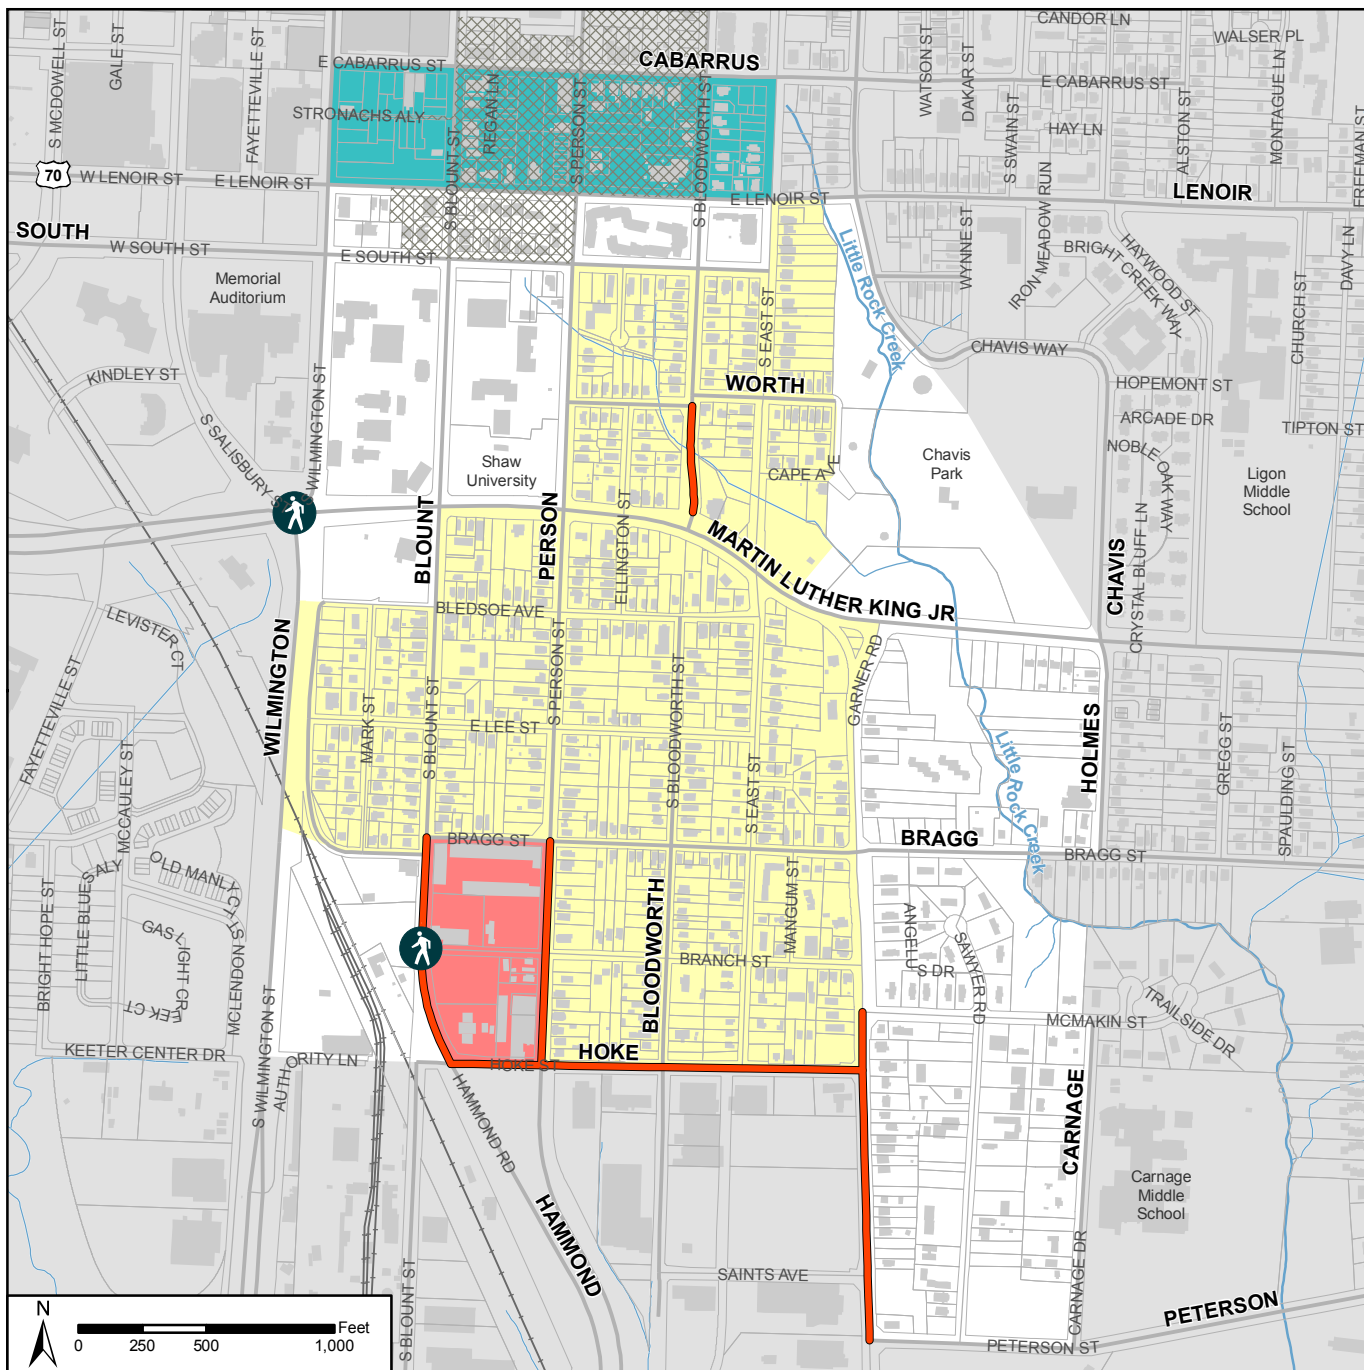 CANDOR LN
WALSER PL
S MCDOWELL ST
GALE ST
FAYETTEVILLE ST
E CABARRUS ST
CABARRUS
WATSON ST
DAKAR ST
E CABARRUS ST
MONTAGUE LN
STRONACHS ALY
REGAN LN
S PERSON ST
S BLOODWORTH ST
S SWAIN ST
HAY LN
ALSTON ST
FREEMAN ST
70
W LENOIR ST
E LENOIR ST
S BLOUNT ST
E LENOIR ST
LENOIR
SOUTH
W SOUTH ST
E SOUTH ST
WYNNE ST
IRON MEADOW RUN
BRIGHT CREEK WAY
HAYWOOD ST
DAVY LN
CHURCH ST
Memorial
Auditorium
Little Rock Creek
S EAST ST
CHAVIS WAY
KINDLEY ST
WORTH
HOPEMONT ST
ARCADE DR
TIPTON ST
S SALISBURY ST
S WILMINGTON ST
Shaw
University
CAPE AVE
Chavis
Park
NOBLE OAK WAY
Ligon
Middle
School
BLOUNT
PERSON
ELLINGTON ST
MARTIN LUTHER KING JR
CHAVIS
CRYSTAL BLUFF LN
BLEDSOE AVE
LEVISTER CT
WILMINGTON
S PERSON ST
S BLOODWORTH ST
GARNER RD
FAYETTEVILLE ST
MARK ST
S BLOUNT ST
E LEE ST
Little Rock Creek
HOLMES
GREGG ST
SPAULDING ST
MCCAULEY ST
S EAST ST
BRAGG ST
BRAGG
BRAGG ST
LITTLE BLUES ALY
OLD MANLY CT
BRIGHT HOPE ST
GASLIGHT CR
MCLENDON ST
BLOODWORTH
MANGUM ST
ANGELUS DR
SAWYER RD
BRANCH ST
EEK CT
S WILMINGTON ST
MCMAKIN ST
TRAILSIDE DR
KEETER CENTER DR
AUTHORITY LN
HOKE
HOKE ST
HAMMOND RD
CARNAGE
Carnage
Middle
School
HAMMOND
S BLOUNT ST
SAINTS AVE
CARNAGE DR
PETERSON
PETERSON ST
N
Feet
0 250 500 1,000